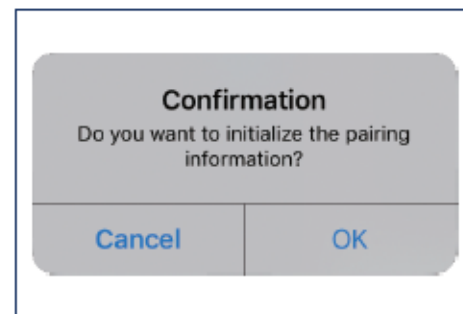 Confirmation
Do you want to initialize the pairing
information?
Cancel
OK